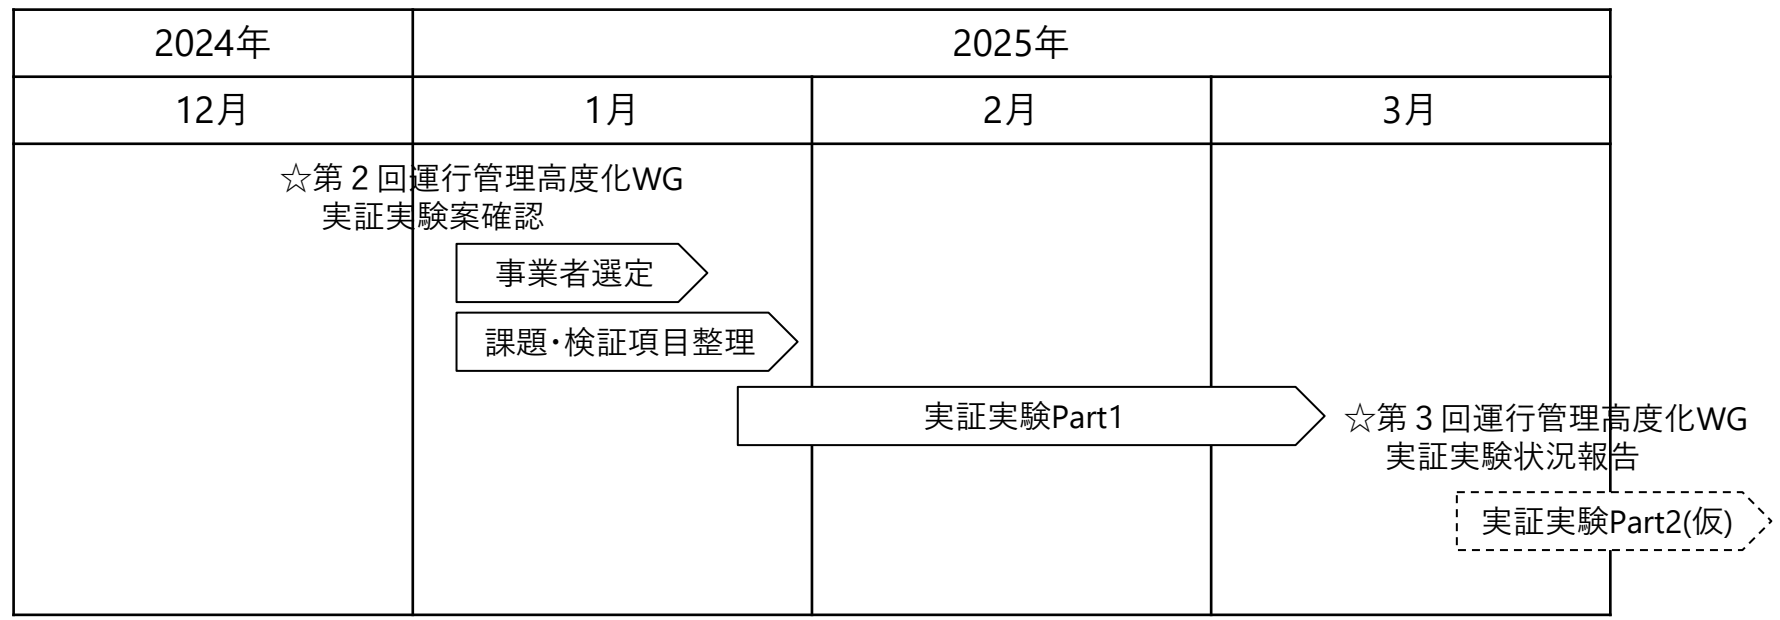 2024年
2025年
12月
1月
2月
3月
☆第２回運行管理高度化WG
実証実験案確認
事業者選定
課題・検証項目整理
実証実験Part1
☆第３回運行管理高度化WG
実証実験状況報告
実証実験Part2(仮)